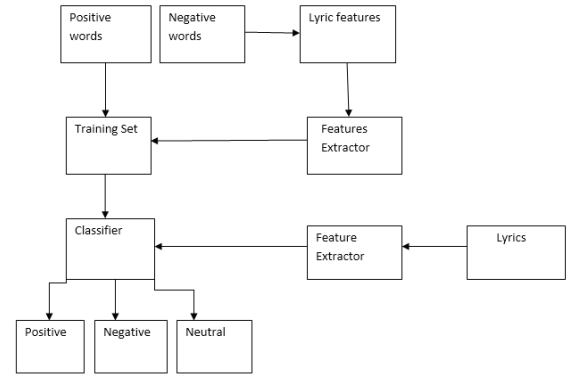 Positive
words
Negative
words
Lyric features
Training Set
Features
Extractor
Classifier
Feature
Extractor
Lyrics
Positive
Negative
Neutral